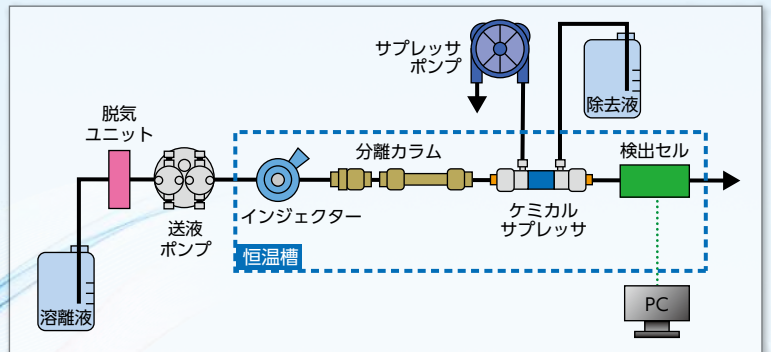 サプレッサ
ポンプ
除去液
脱気
ユニット
分離カラム
検出セル
インジェクター
送液
ポンプ
ケミカル
サプレッサ
恒温槽
溶離液
PC